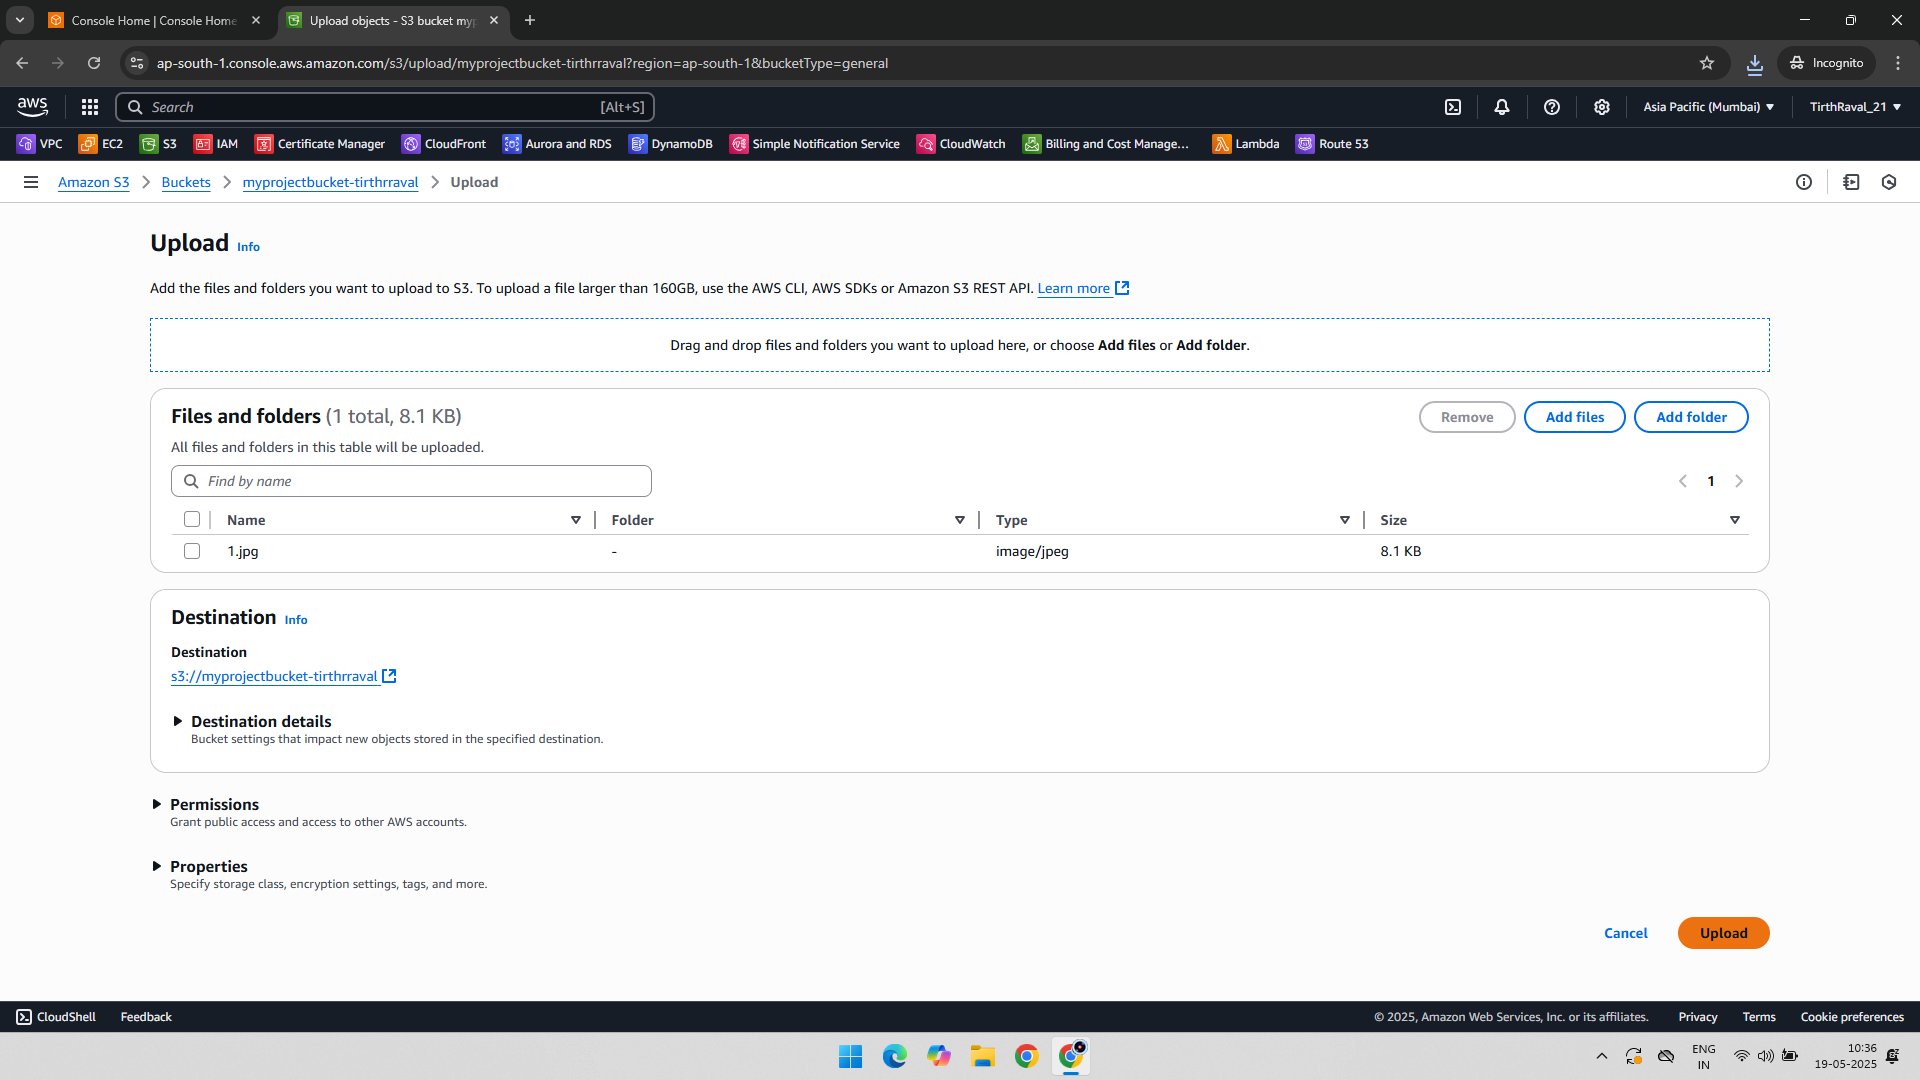 Console Home | Console Home
Upload objects - S3 bucket myp
ap-south-1.console.aws.amazon.com/s3/upload/myprojectbucket-tirthrraval?region=ap-south-1&bucketType=general
Incognito
aws
Search
[Alt+S]
Asia Pacific (Mumbai)
TirthRaval_21
VPC
EC2
S3
IAM
Certificate Manager
CloudFront
Aurora and RDS
DynamoDB
Simple Notification Service
CloudWatch
Billing and Cost Manage...
Lambda
Route 53
Amazon S3 > Buckets > myprojectbucket-tirthrraval > Upload
Upload Info
Add the files and folders you want to upload to S3. To upload a file larger than 160GB, use the AWS CLI, AWS SDKs or Amazon S3 REST API. Learn more
Drag and drop files and folders you want to upload here, or choose Add files or Add folder.
Files and folders (1 total, 8.1 KB)
Remove
Add files
Add folder
All files and folders in this table will be uploaded.
Find by name
1
Name
Folder
Type
Size
1.jpg
-
image/jpeg
8.1 KB
Destination Info
Destination
s3://myprojectbucket-tirthrraval
Destination details
Bucket settings that impact new objects stored in the specified destination.
Permissions
Grant public access and access to other AWS accounts.
Properties
Specify storage class, encryption settings, tags, and more.
Cancel
Upload
CloudShell
Feedback
© 2025, Amazon Web Services, Inc. or its affiliates.
Privacy
Terms
Cookie preferences
ENG
IN
10:36
19-05-2025